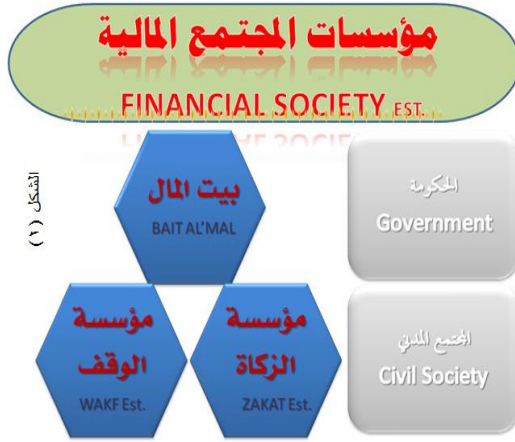 مؤسسات المجتمع المالية
FINANCIAL SOCIETY EST.
الحكومة
Government
بيت المال
BAIT AL'MAL
الشكل (٢)
المجتمع المدني
Civil Society
مؤسسة
الزكاة
ZAKAT Est.
مؤسسة
الوقف
WAKF Est.